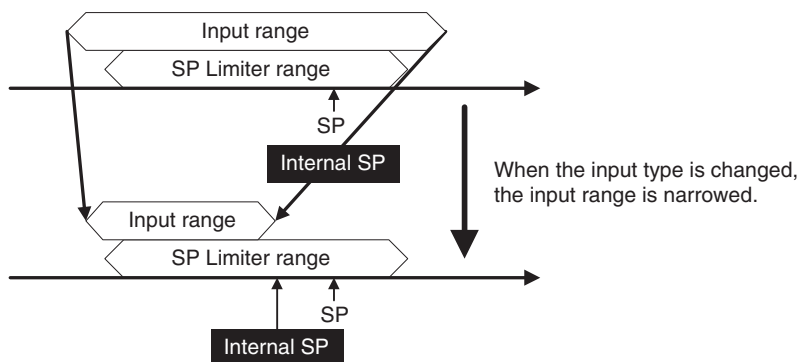 Input range
SP Limiter range
SP
Internal SP
When the input type is changed,
the input range is narrowed.
Input range
SP Limiter range
SP
Internal SP